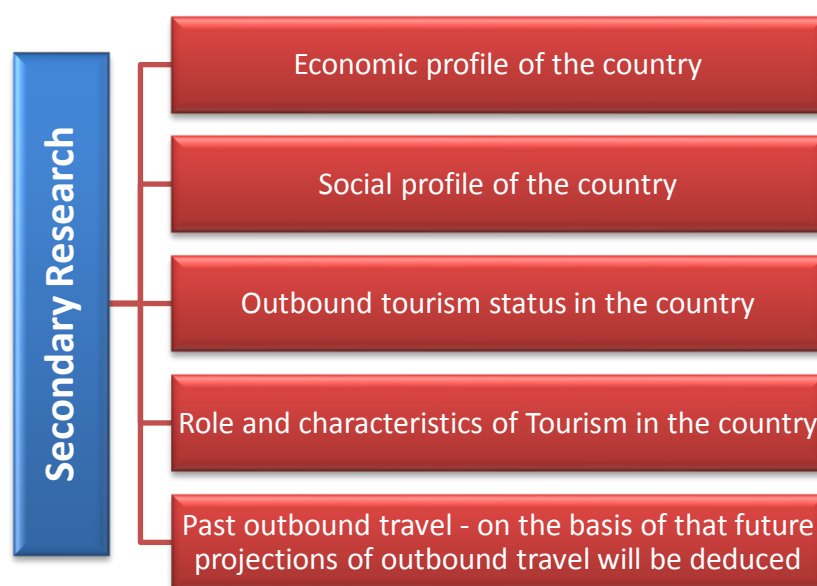 Secondary Research
Economic profile of the country
Social profile of the country
Outbound tourism status in the country
Role and characteristics of Tourism in the country
Past outbound travel - on the basis of that future
projections of outbound travel will be deduced